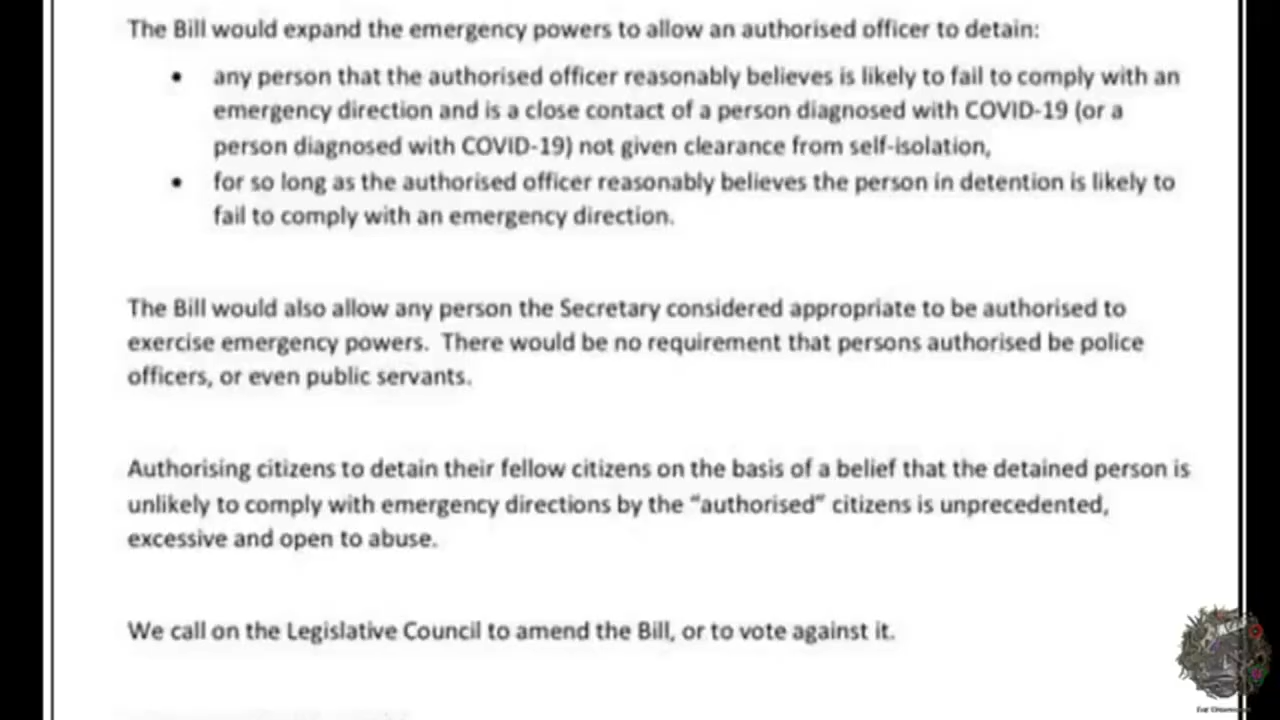 The Bill would expand the emergency powers to allow an authorised officer to detain:
• any person that the authorised officer reasonably believes is likely to fail to comply with an
emergency direction and is a close contact of a person diagnosed with COVID-19 (or a
person diagnosed with COVID-19) not given clearance from self-isolation,
• for so long as the authorised officer reasonably believes the person in detention is likely to
fail to comply with an emergency direction.
The Bill would also allow any person the Secretary considered appropriate to be authorised to
exercise emergency powers. There would be no requirement that persons authorised be police
officers, or even public servants.
Authorising citizens to detain their fellow citizens on the basis of a belief that the detained person is
unlikely to comply with emergency directions by the “authorised” citizens is unprecedented,
excessive and open to abuse.
We call on the Legislative Council to amend the Bill, or to vote against it.